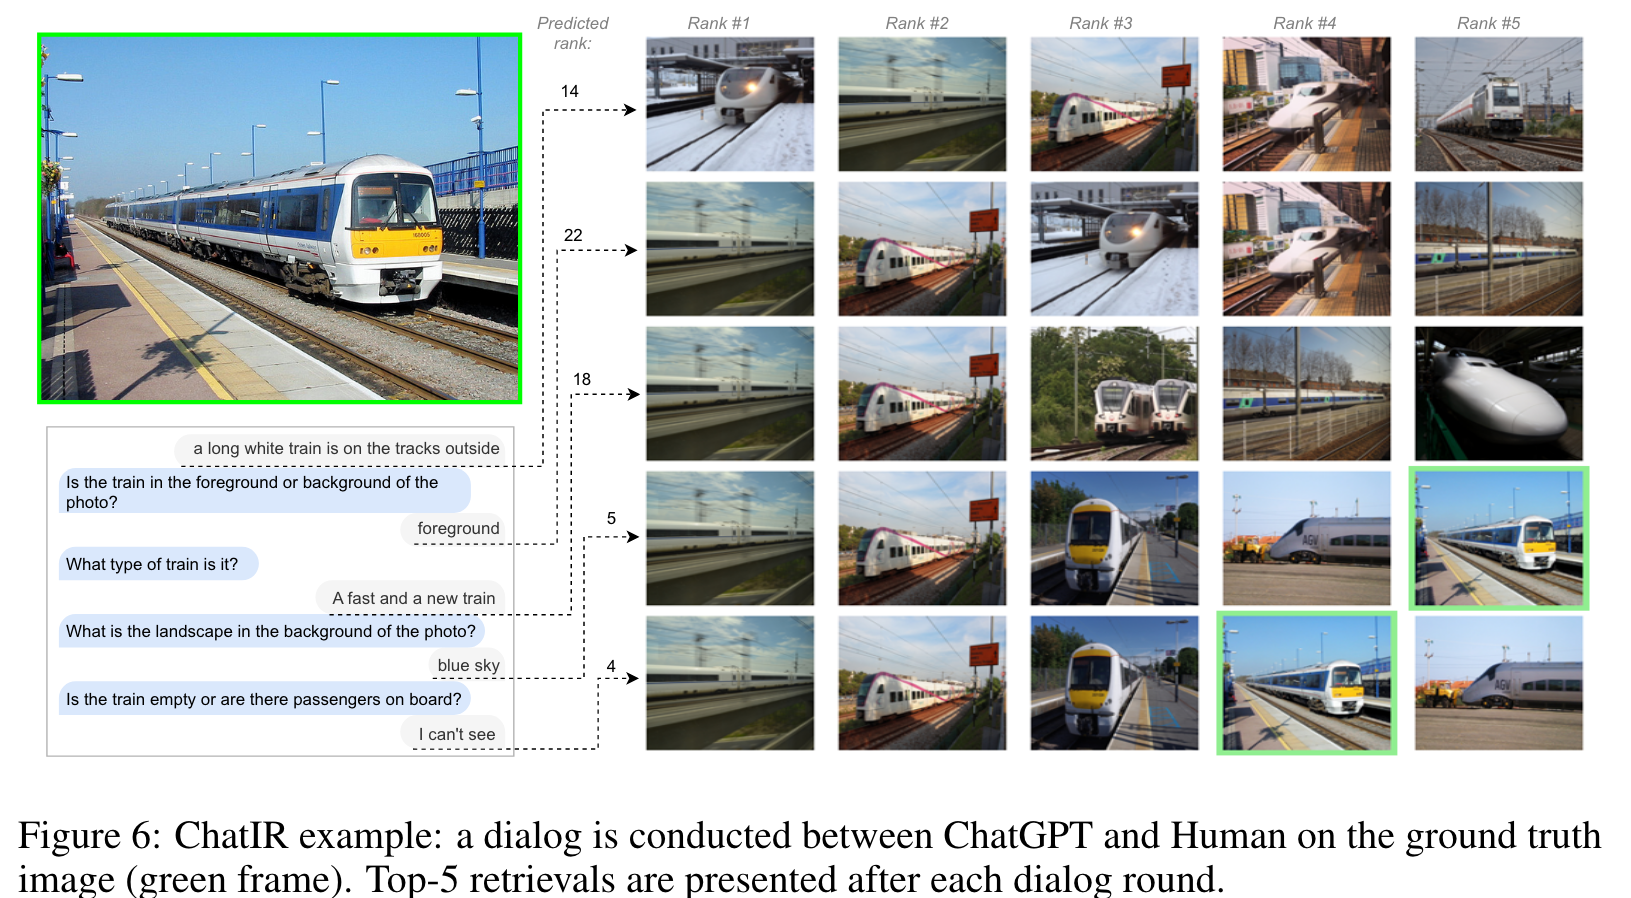 Predicted
rank:
Rank #1
Rank #2
Rank #3
Rank #4
Rank #5
14
22
18
5
4
168005
a long white train is on the tracks outside
Is the train in the foreground or background of the
photo?
foreground
What type of train is it?
A fast and a new train
What is the landscape in the background of the photo?
blue sky
Is the train empty or are there passengers on board?
I can't see
AGV
AGV
Figure 6: ChatIR example: a dialog is conducted between ChatGPT and Human on the ground truth
image (green frame). Top-5 retrievals are presented after each dialog round.